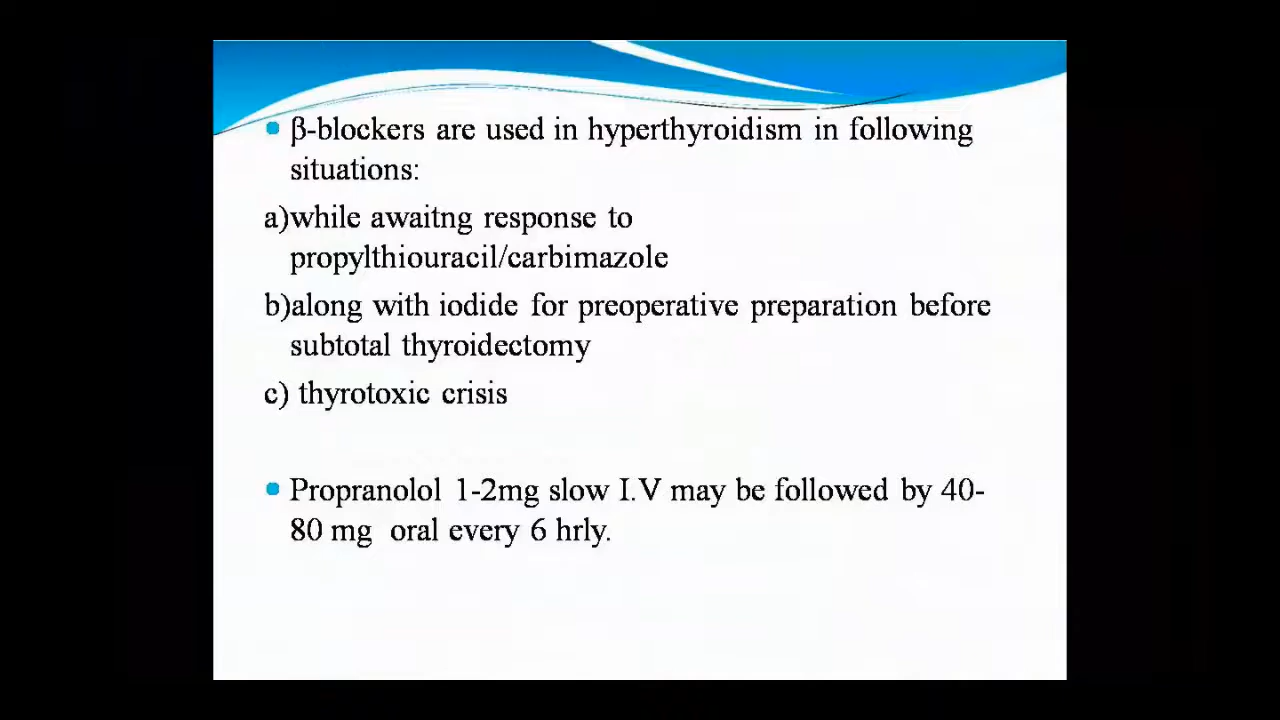 β-blockers are used in hyperthyroidism in following
situations:
a)while awaitng response to
propylthiouracil/carbimazole
b)along with iodide for preoperative preparation before
subtotal thyroidectomy
c) thyrotoxic crisis
Propranolol 1-2mg slow I.V may be followed by 40-
80 mg  oral every 6 hrly.